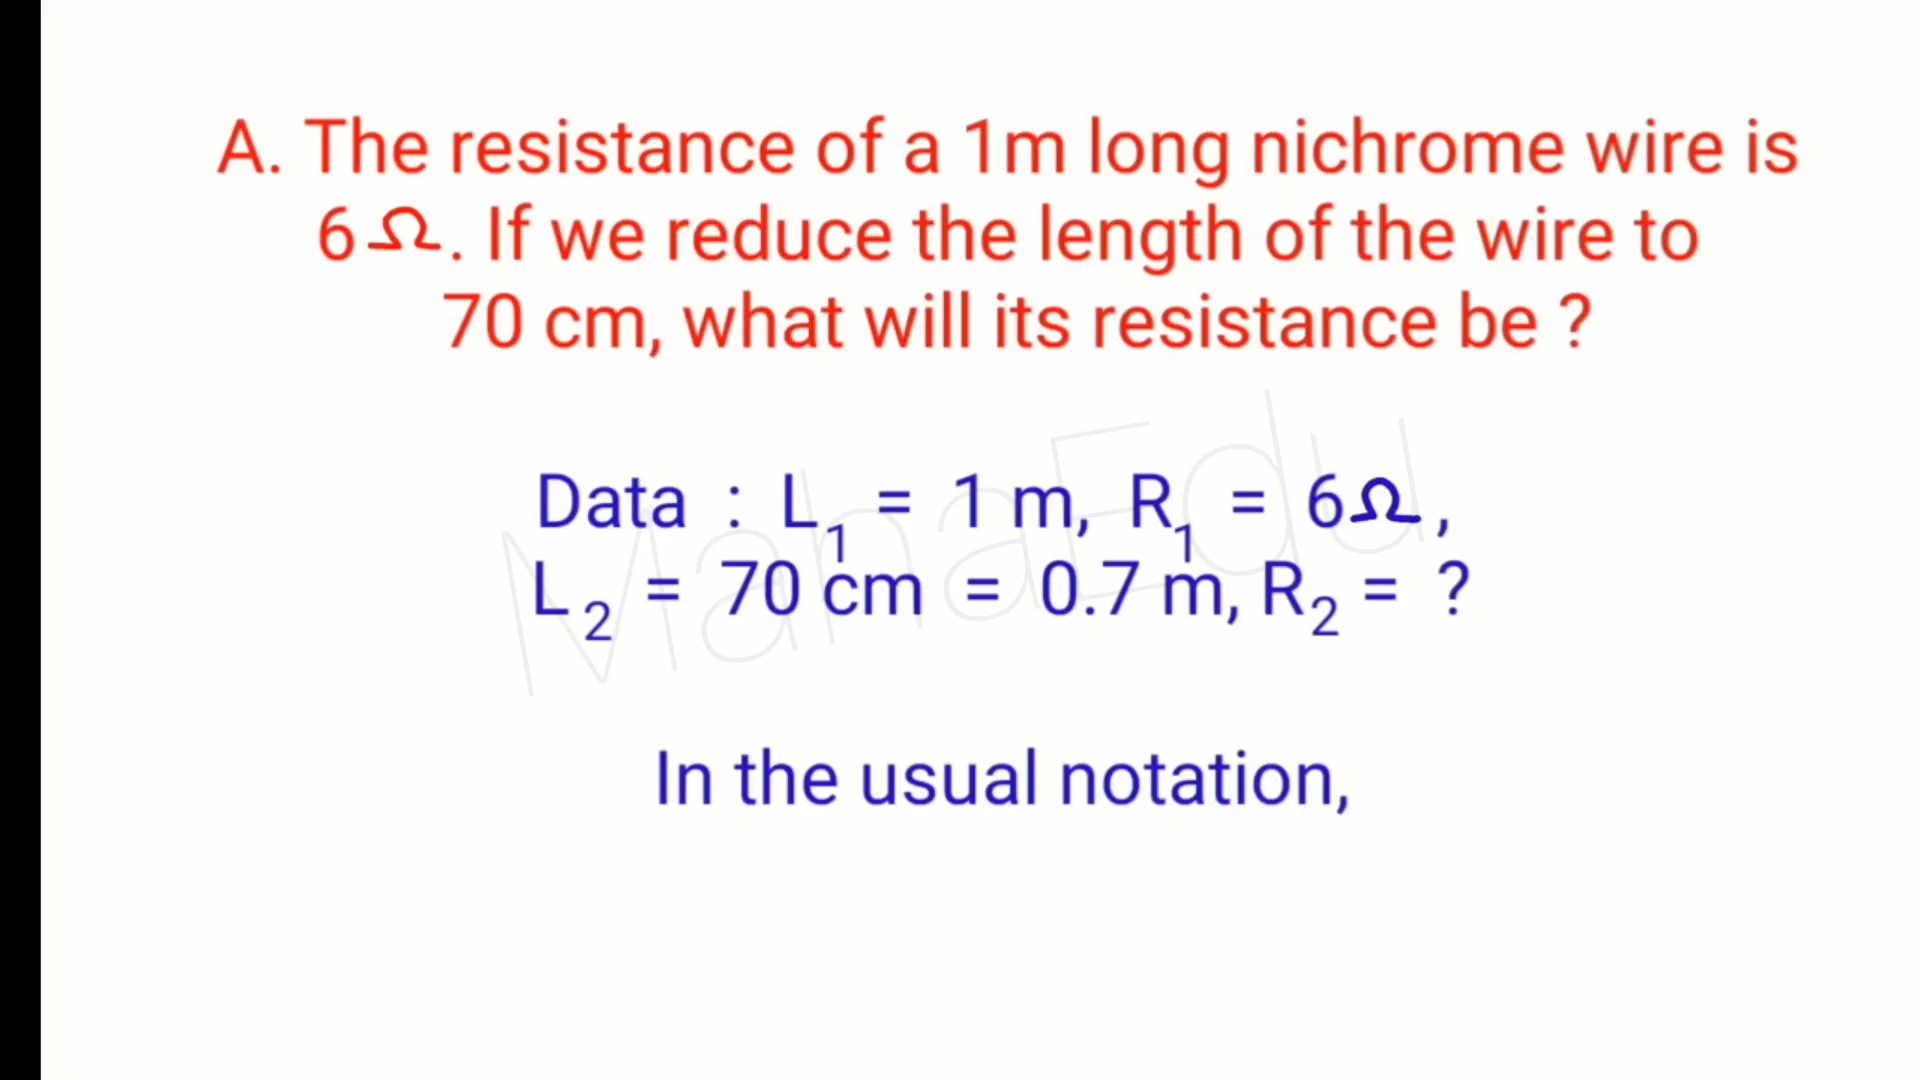 A. The resistance of a 1m long nichrome wire is
6Ω. If we reduce the length of the wire to
70 cm, what will its resistance be ?
Data : L₁ = 1 m, R₁ = 6Ω,
L₂ = 70 cm = 0.7 m, R₂ = ?
In the usual notation,
MahaEdu